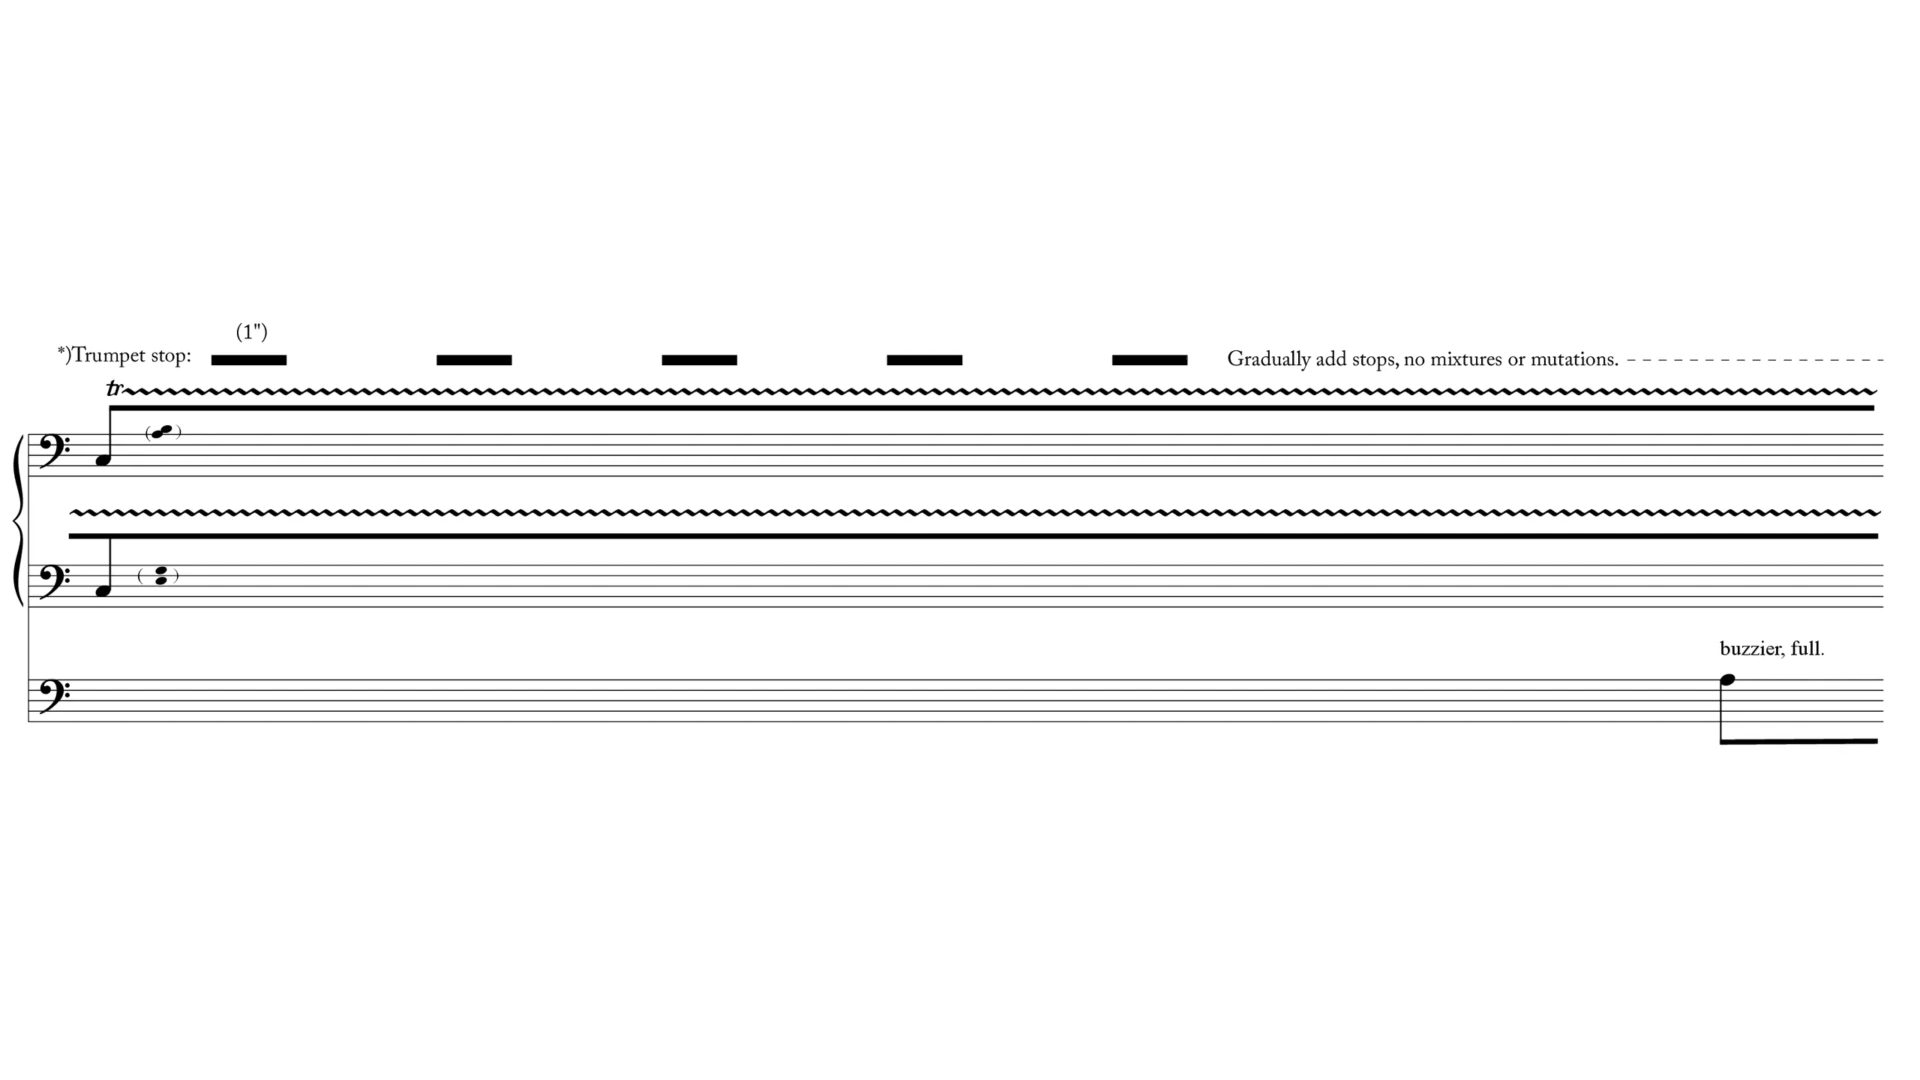 (1")
*)Trumpet stop:
Gradually add stops, no mixtures or mutations.
tr
buzzier, full.